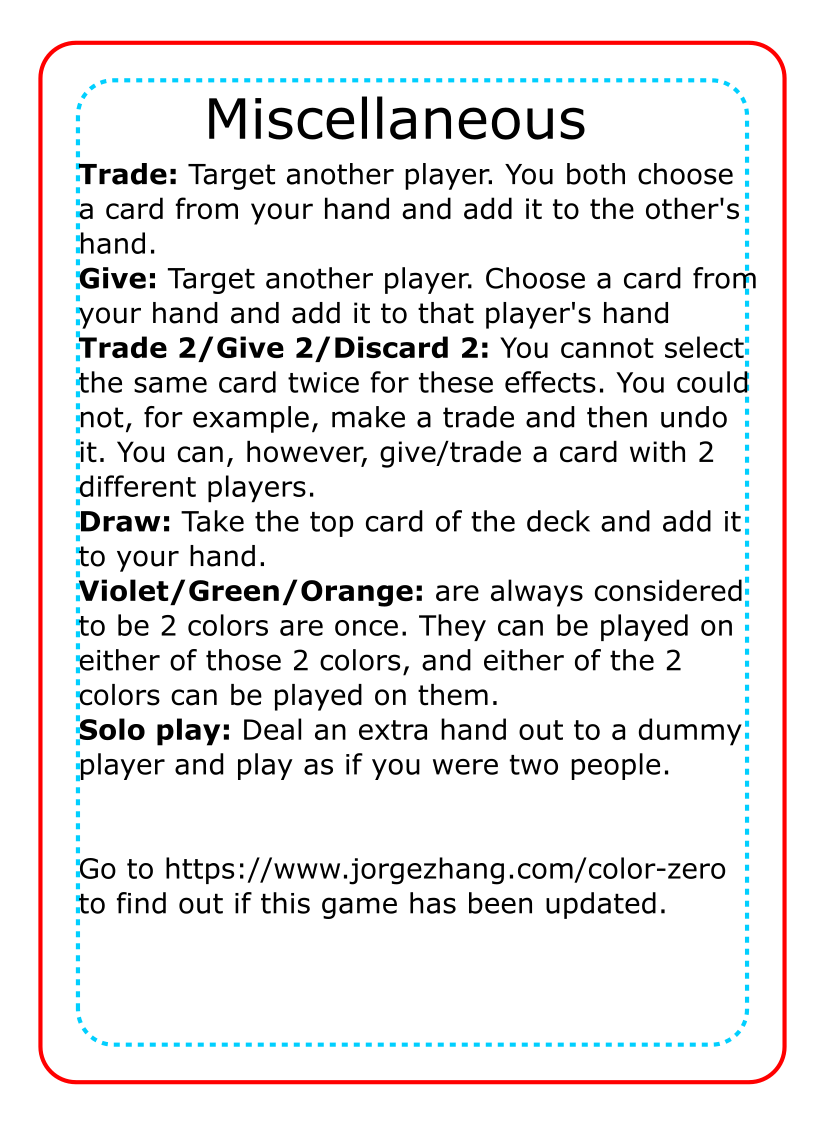 Miscellaneous
Trade: Target another player. You both choose
a card from your hand and add it to the other's
hand.
Give: Target another player. Choose a card from
your hand and add it to that player's hand
Trade 2/Give 2/Discard 2: You cannot select
the same card twice for these effects. You could
not, for example, make a trade and then undo
it. You can, however, give/trade a card with 2
different players.
Draw: Take the top card of the deck and add it
to your hand.
Violet/Green/Orange: are always considered
to be 2 colors are once. They can be played on
either of those 2 colors, and either of the 2
colors can be played on them.
Solo play: Deal an extra hand out to a dummy
player and play as if you were two people.
Go to https://www.jorgezhang.com/color-zero
to find out if this game has been updated.